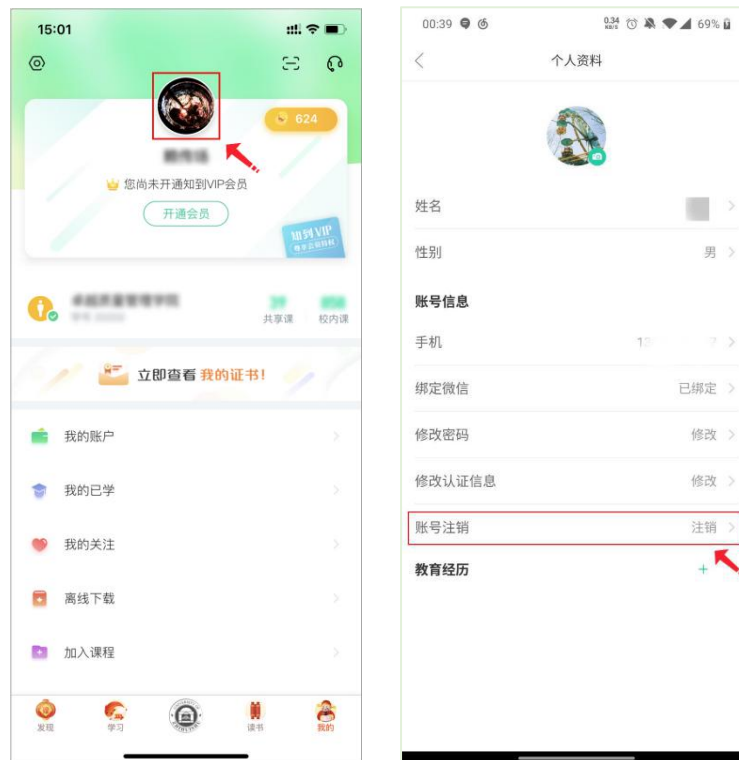 15:01
624
您尚未开通知到VIP会员
开通会员
知到VIP
共享课
校内课
立即查看 我的证书！
我的账户
我的已学
我的关注
离线下载
加入课程
发现
学习
读书
我的
00:39
0.34 KB/S
69%
个人资料
姓名
性别 男
账号信息
手机
绑定微信 已绑定
修改密码 修改
修改认证信息 修改
账号注销 注销
教育经历 +